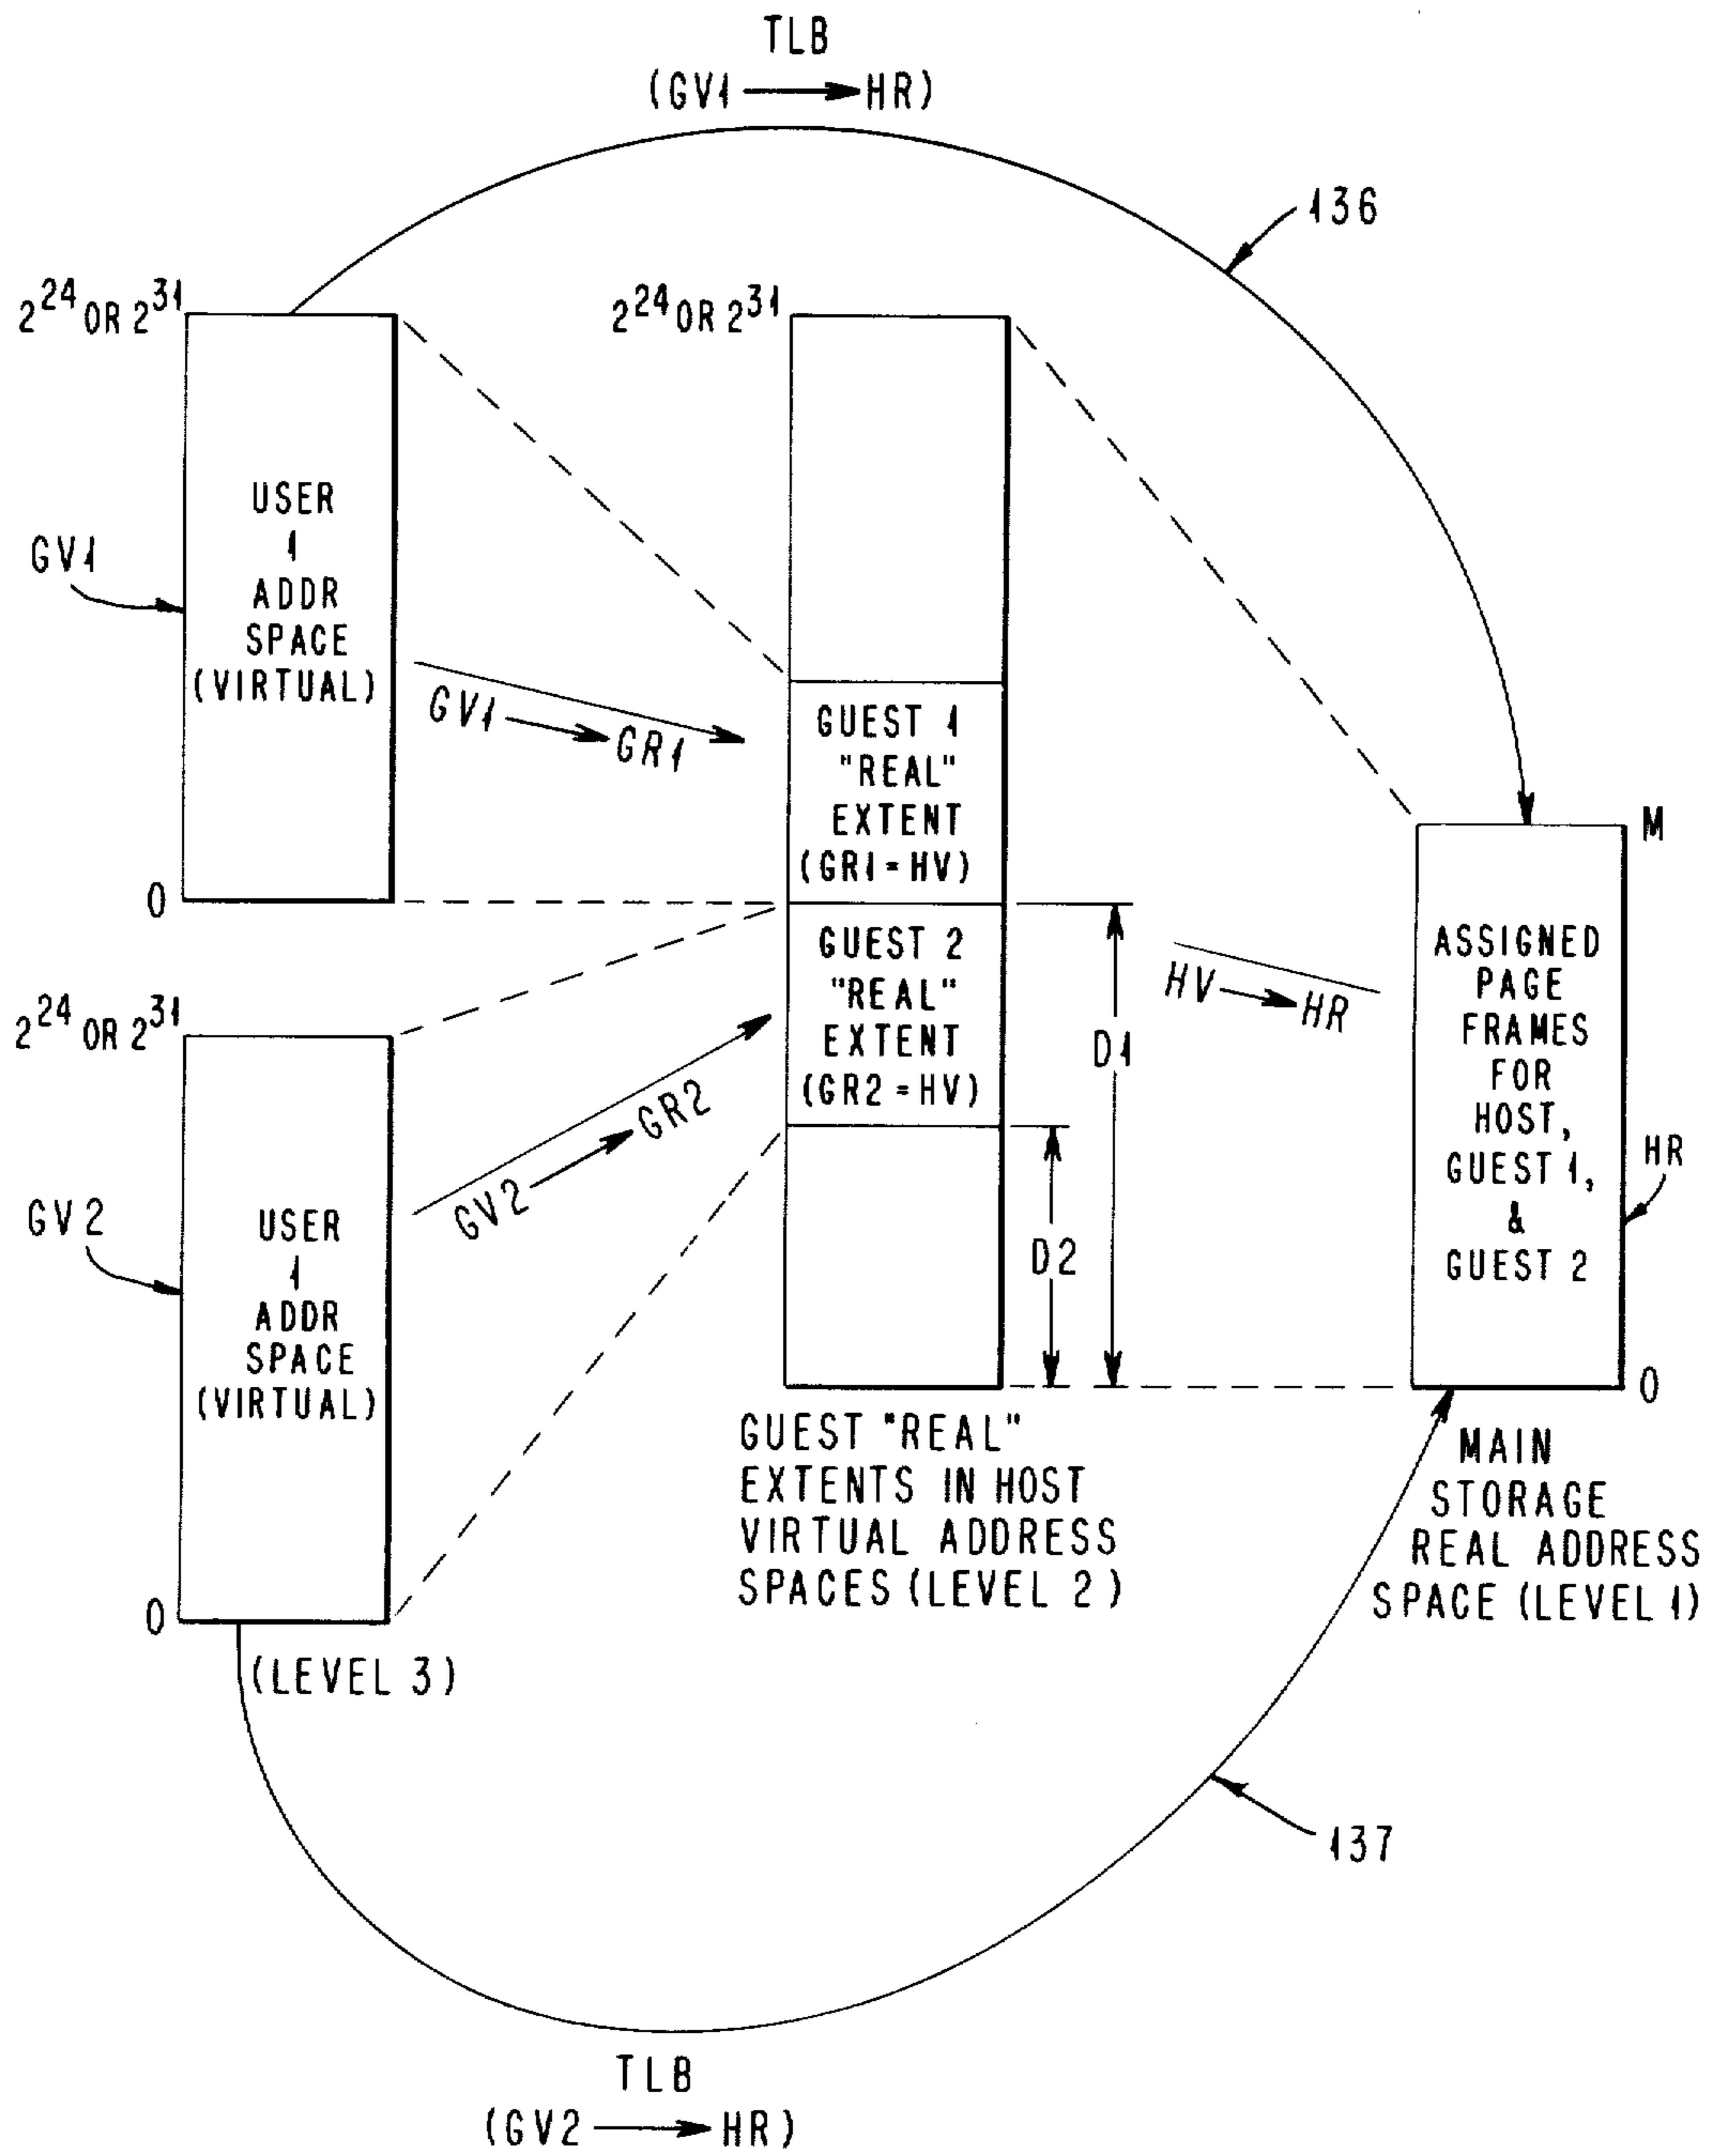 TLB
(GV1 → HR)
136
2^24 OR 2^31
2^24 OR 2^31
GV1
USER
1
ADDR
SPACE
(VIRTUAL)
GV1 → GR1
0
GUEST 1
"REAL"
EXTENT
(GR1 = HV)
GUEST 2
"REAL"
EXTENT
(GR2 = HV)
D1
D2
HV → HR
M
ASSIGNED
PAGE
FRAMES
FOR
HOST,
GUEST 1,
&
GUEST 2
HR
0
2^24 OR 2^31
GV2
USER
1
ADDR
SPACE
(VIRTUAL)
GV2 → GR2
0
(LEVEL 3)
GUEST "REAL"
EXTENTS IN HOST
VIRTUAL ADDRESS
SPACES (LEVEL 2)
MAIN
STORAGE
REAL ADDRESS
SPACE (LEVEL 1)
137
TLB
(GV2 → HR)